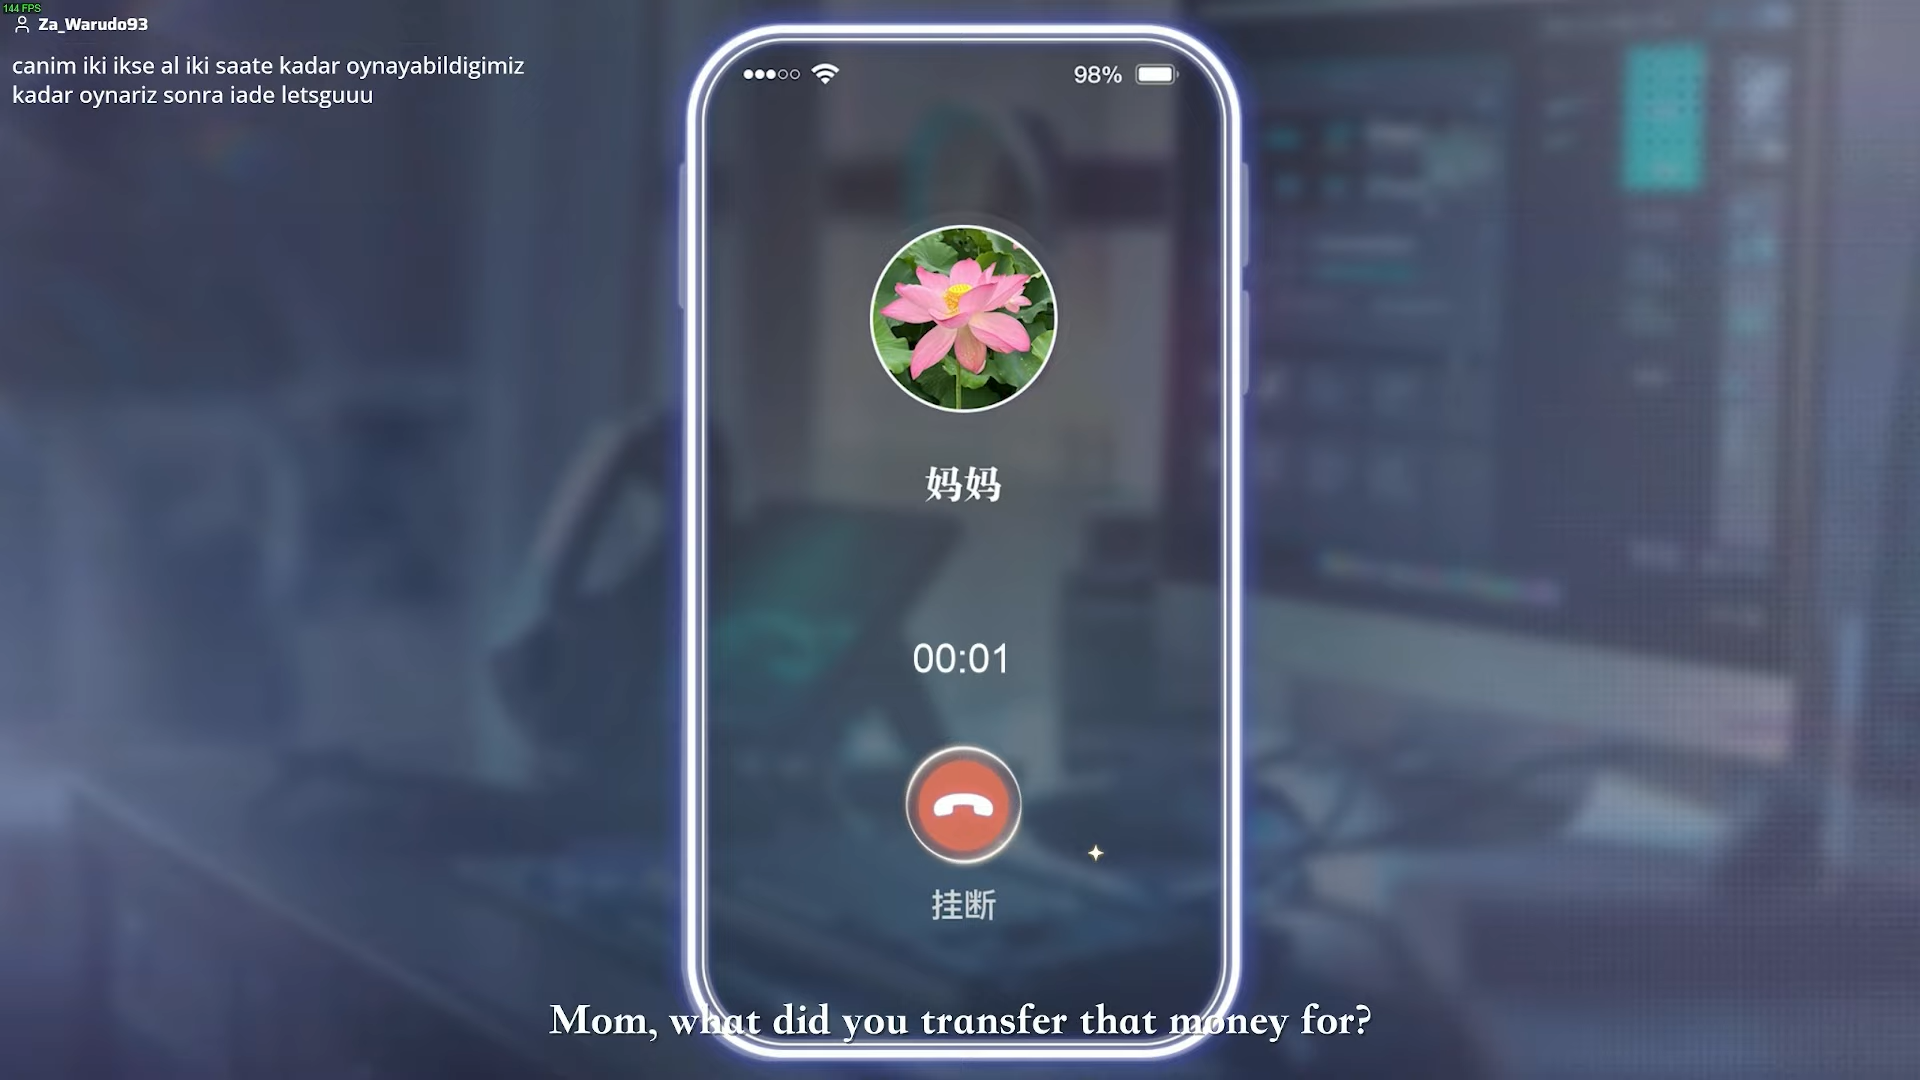 144 FPS
Za_Warudo93
canim iki ikse al iki saate kadar oynayabildigimiz
kadar oynariz sonra iade letsguuu
98%
妈妈
00:01
挂断
Mom, what did you transfer that money for?